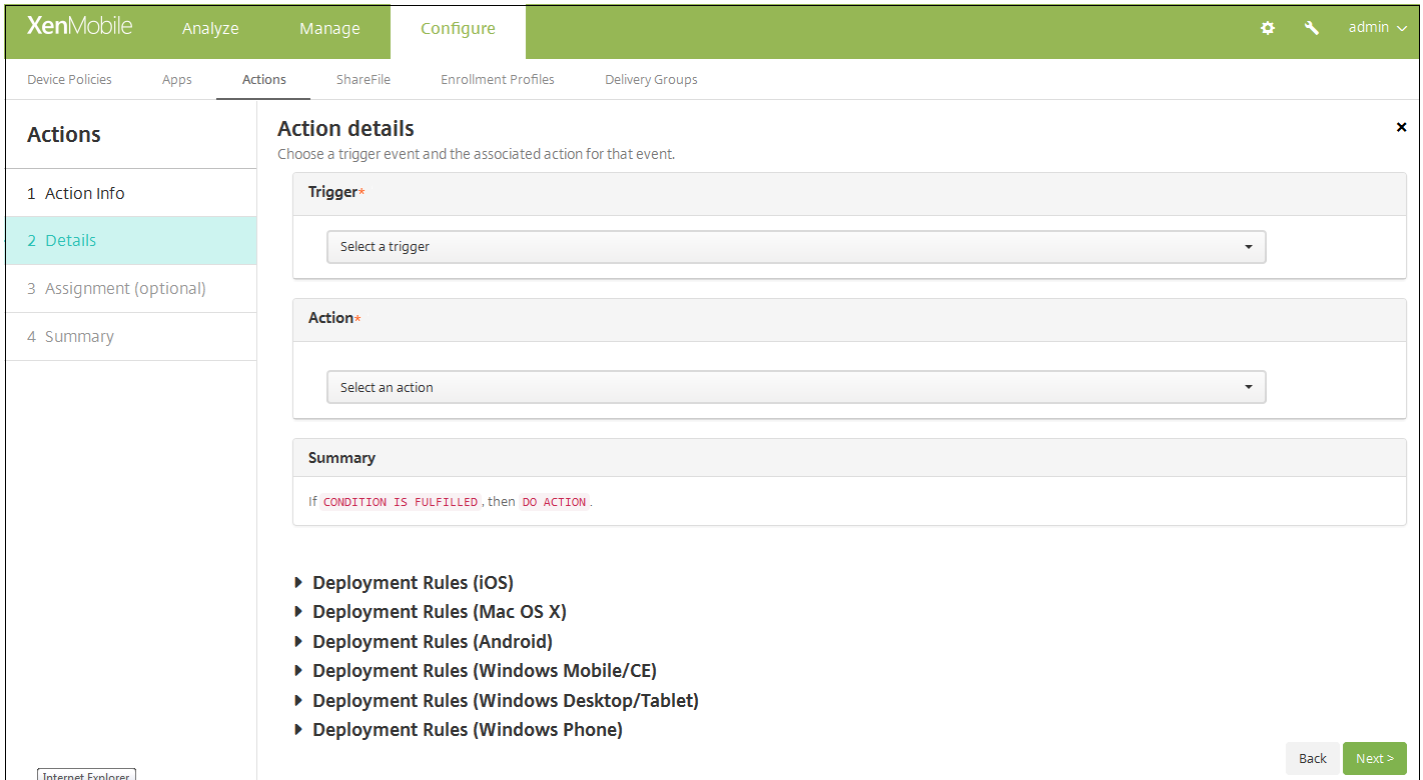 XenMobile Analyze Manage Configure admin
Device Policies Apps Actions ShareFile Enrollment Profiles Delivery Groups
Actions
1 Action Info
2 Details
3 Assignment (optional)
4 Summary
Action details
Choose a trigger event and the associated action for that event.
Trigger*
Select a trigger
Action*
Select an action
Summary
If CONDITION IS FULFILLED, then DO ACTION.
Deployment Rules (iOS)
Deployment Rules (Mac OS X)
Deployment Rules (Android)
Deployment Rules (Windows Mobile/CE)
Deployment Rules (Windows Desktop/Tablet)
Deployment Rules (Windows Phone)
Back Next >
Internet Explorer